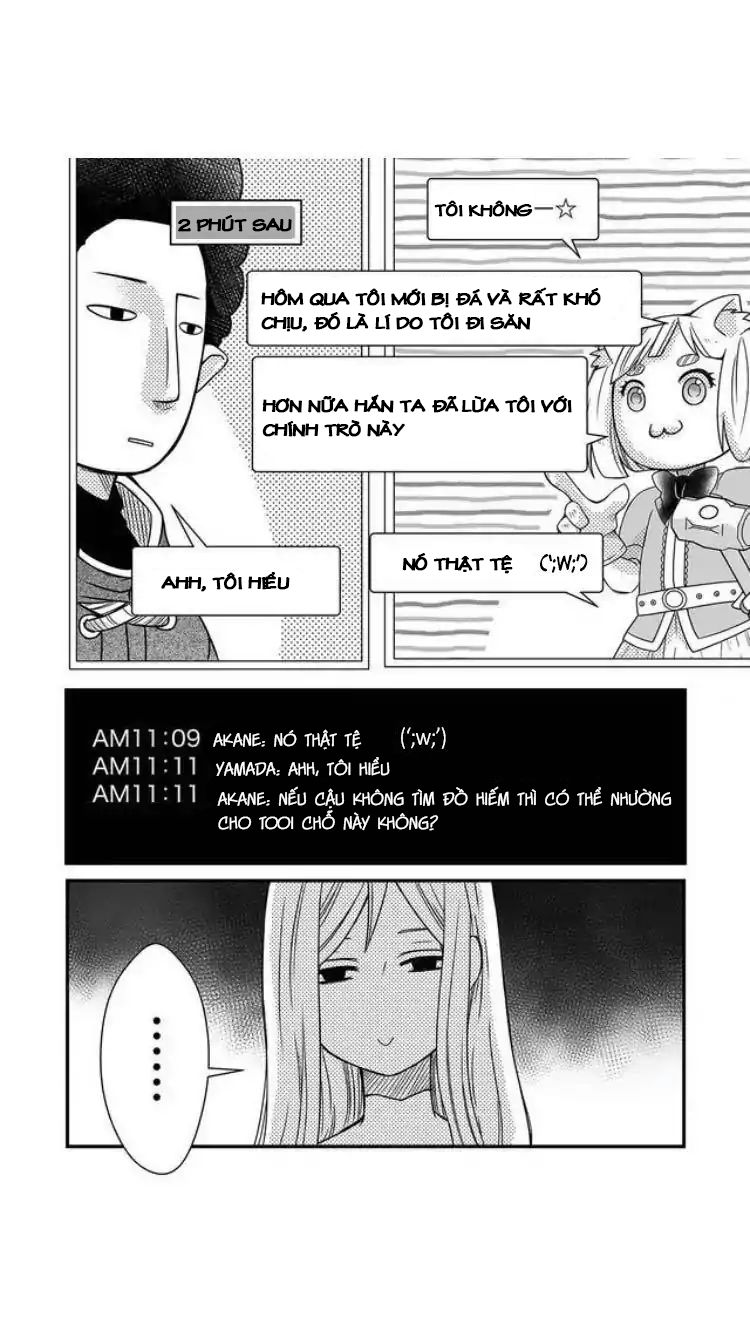 TÔI KHÔNG—☆
2 PHÚT SAU
HÔM QUA TÔI MỚI BỊ ĐÁ VÀ RẤT KHÓ
CHỊU, ĐÓ LÀ LÍ DO TÔI ĐI SĂN
HƠN NỮA HẮN TA ĐÃ LỪA TÔI VỚI
CHÍNH TRÒ NÀY
NÓ THẬT TỆ (';W;')
AHH, TÔI HIỂU
AM11:09 AKANE: NÓ THẬT TỆ (';W;')
AM11:11 YAMADA: AHH, TÔI HIỂU
AM11:11 AKANE: NẾU CẬU KHÔNG TÌM ĐỒ HIẾM THÌ CÓ THỂ NHƯỜNG
CHO TOOI CHỖ NÀY KHÔNG?
......